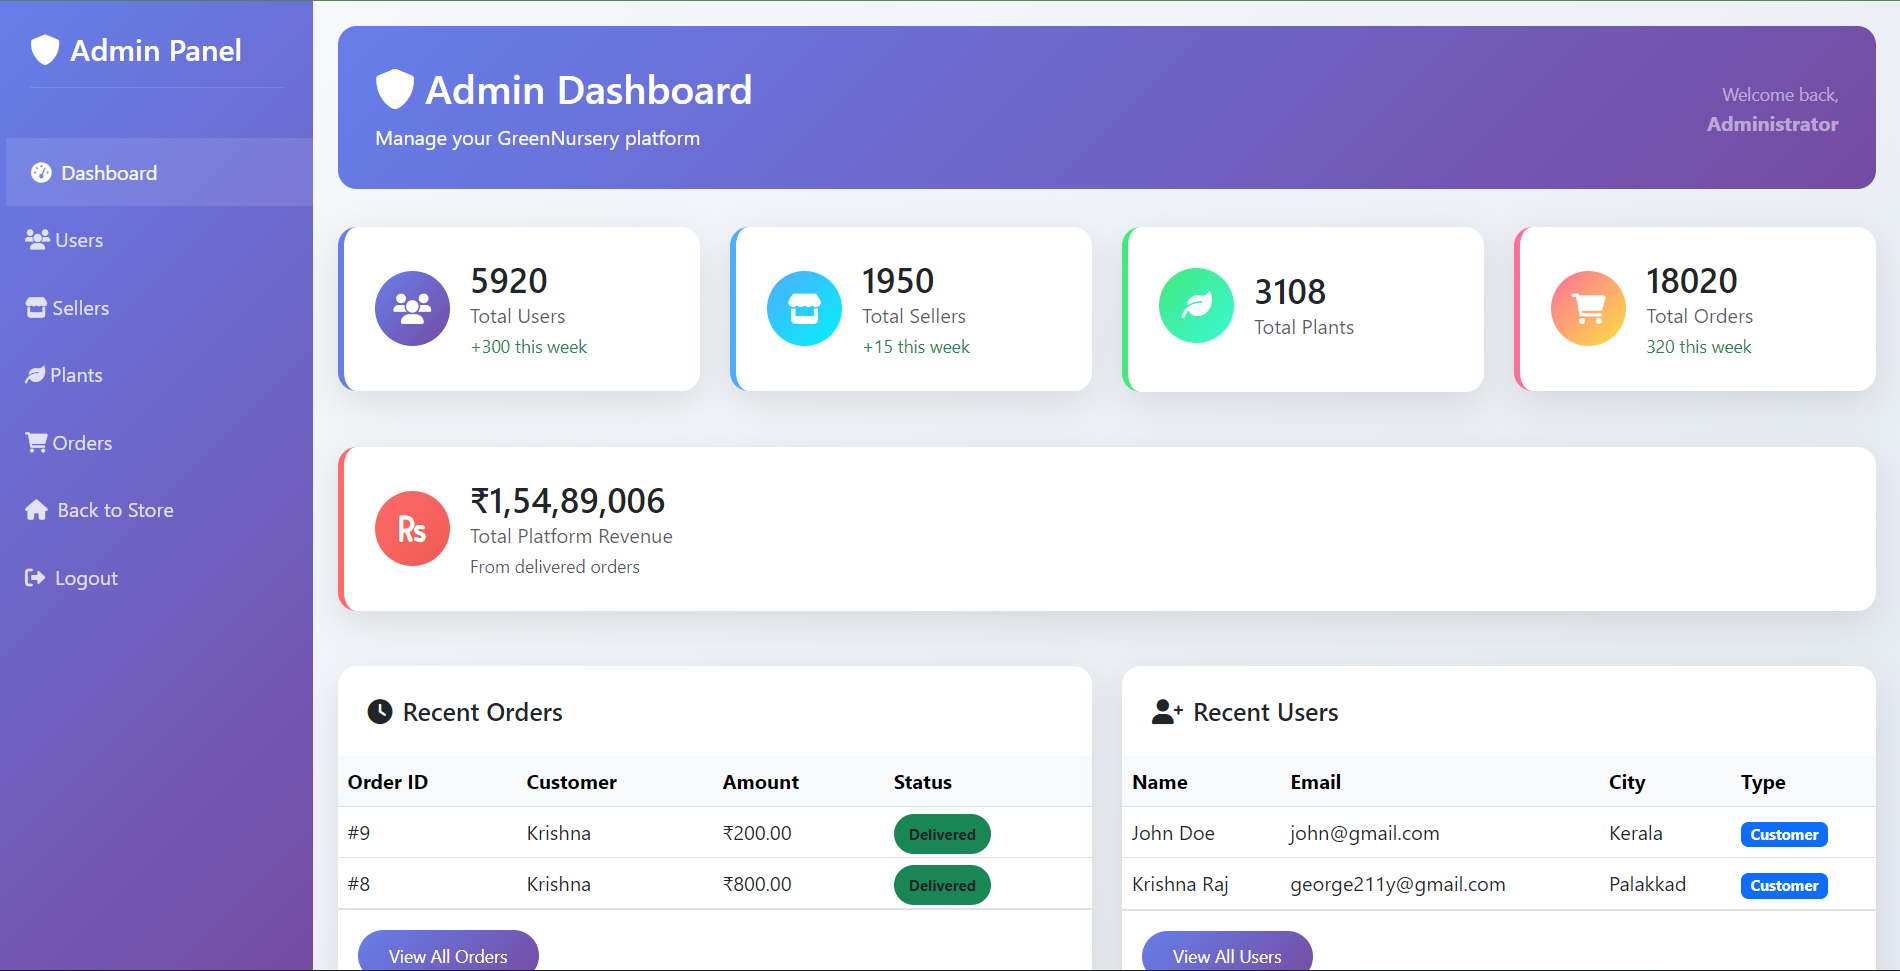 Admin Panel
Dashboard
Users
Sellers
Plants
Orders
Back to Store
Logout
Admin Dashboard
Manage your GreenNursery platform
Welcome back,
Administrator
5920
Total Users
+300 this week
1950
Total Sellers
+15 this week
3108
Total Plants
18020
Total Orders
320 this week
Rs
₹1,54,89,006
Total Platform Revenue
From delivered orders
Recent Orders
Order ID Customer Amount Status
#9 Krishna ₹200.00 Delivered
#8 Krishna ₹800.00 Delivered
View All Orders
Recent Users
Name Email City Type
John Doe john@gmail.com Kerala Customer
Krishna Raj george211y@gmail.com Palakkad Customer
View All Users